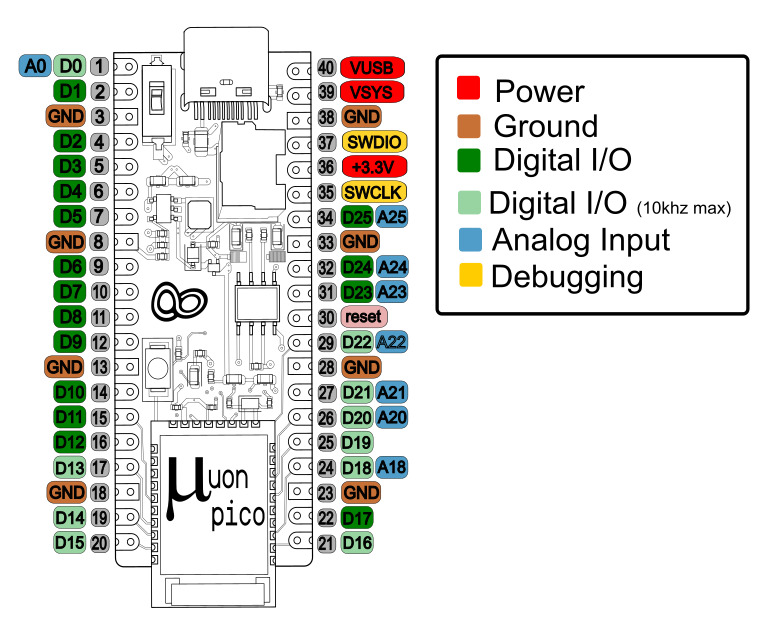 A0 D0 1
D1 2
GND 3
D2 4
D3 5
D4 6
D5 7
GND 8
D6 9
D7 10
D8 11
D9 12
GND 13
D10 14
D11 15
D12 16
D13 17
GND 18
D14 19
D15 20
40 VUSB
39 VSYS
38 GND
37 SWDIO
36 +3.3V
35 SWCLK
34 D25 A25
33 GND
32 D24 A24
31 D23 A23
30 reset
29 D22 A22
28 GND
27 D21 A21
26 D20 A20
25 D19
24 D18 A18
23 GND
22 D17
21 D16
μuon
pico
Power
Ground
Digital I/O
Digital I/O (10khz max)
Analog Input
Debugging